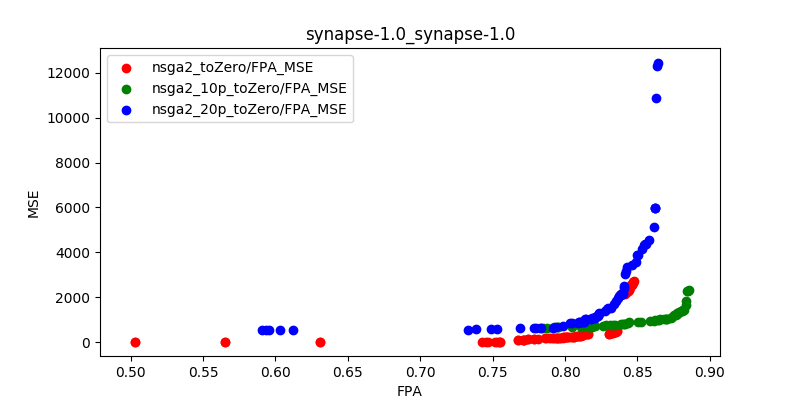 synapse-1.0_synapse-1.0
nsga2_toZero/FPA_MSE
nsga2_10p_toZero/FPA_MSE
nsga2_20p_toZero/FPA_MSE
MSE
12000
10000
8000
6000
4000
2000
0
0.50 0.55 0.60 0.65 0.70 0.75 0.80 0.85 0.90
FPA